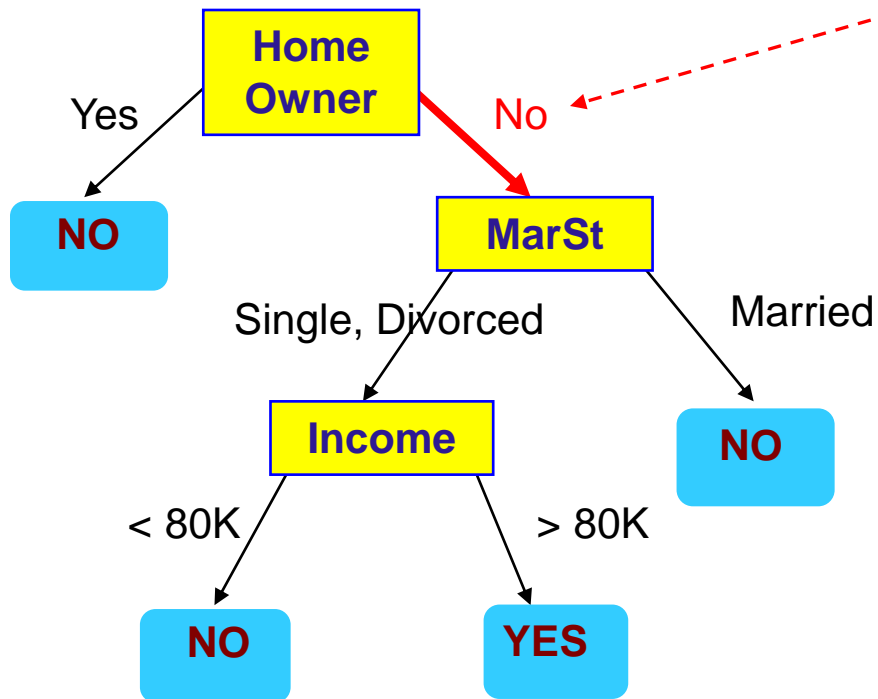 Home
Owner
Yes
No
NO
MarSt
Single, Divorced
Married
Income
NO
< 80K
> 80K
NO
YES